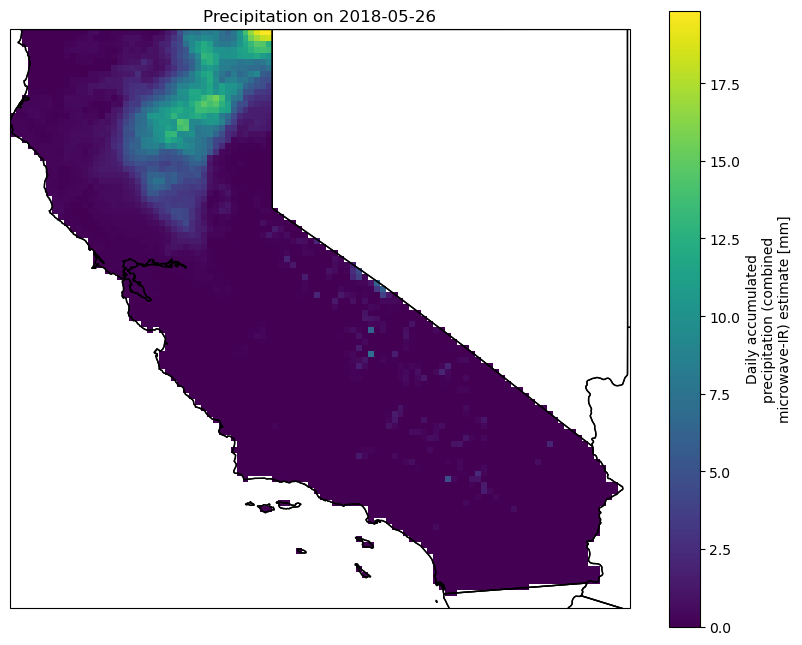 Precipitation on 2018-05-26
17.5
15.0
12.5
10.0
7.5
5.0
2.5
0.0
Daily accumulated
precipitation (combined
microwave-IR) estimate [mm]